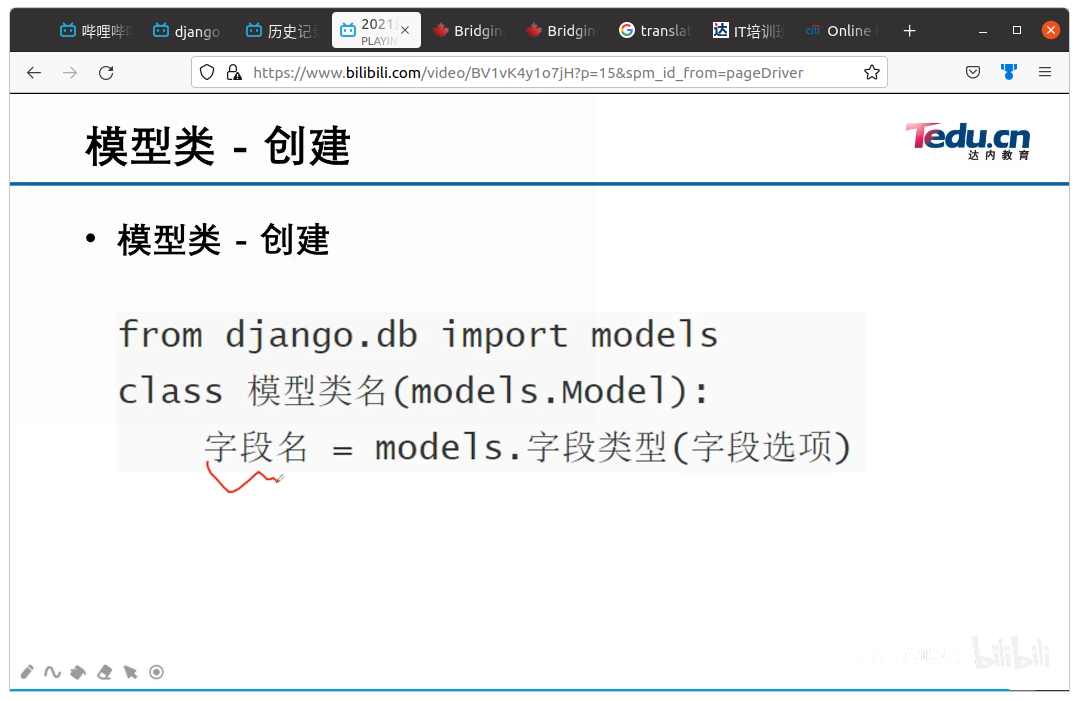 哔哩哔 django 历史记 2021 PLAYIN Bridgin Bridgin translat IT培训 Online
https://www.bilibili.com/video/BV1vK4y1o7jH?p=15&spm_id_from=pageDriver
模型类 - 创建
Tedu.cn
达内教育
• 模型类 - 创建
from django.db import models
class 模型类名(models.Model):
字段名 = models.字段类型(字段选项)
bilibili